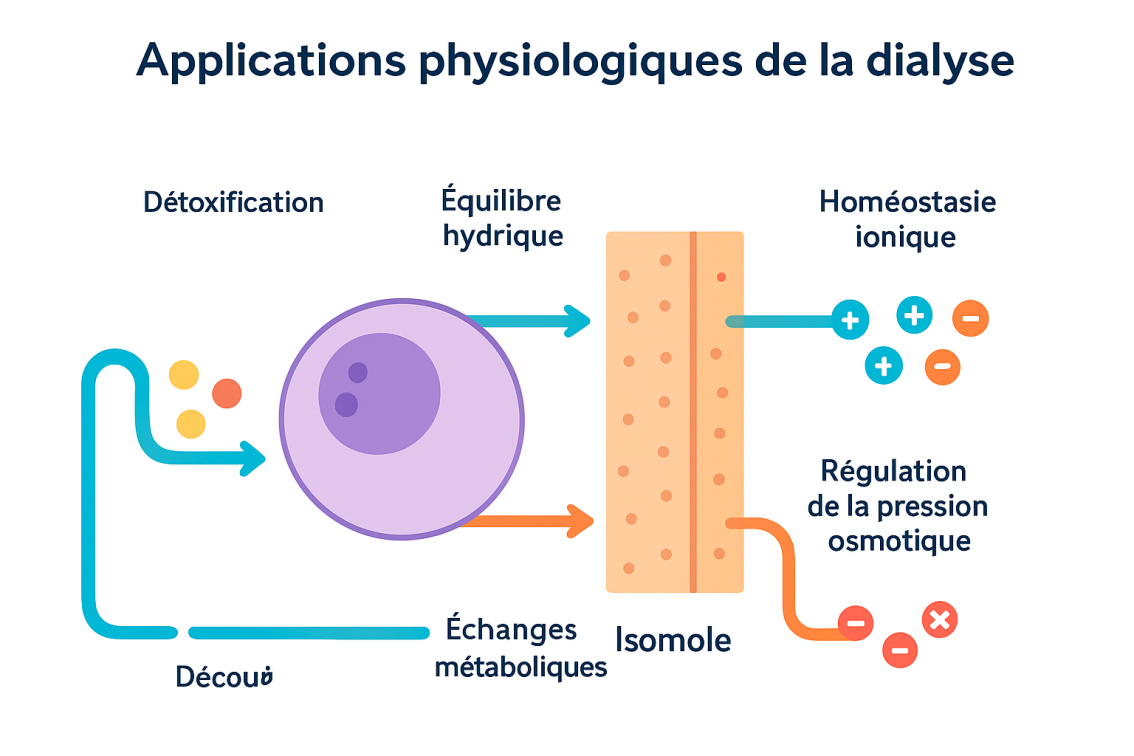 Applications physiologiques de la dialyse
Détoxification
Équilibre
hydrique
Homéostasie
ionique
Régulation
de la pression
osmotique
Échanges
métaboliques
Isomole